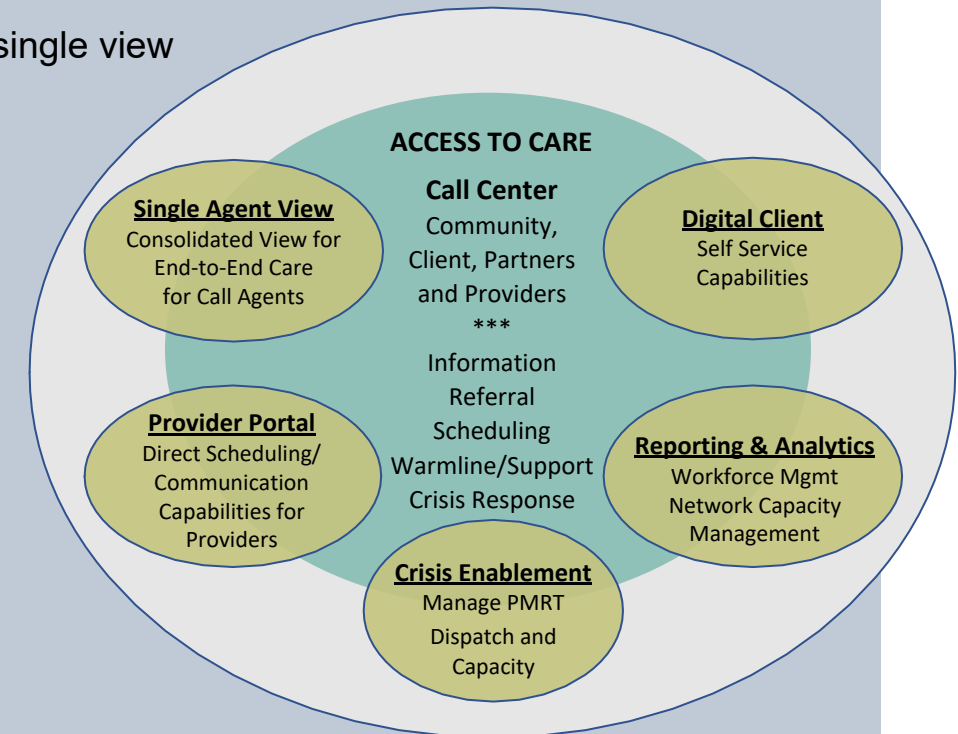 single view
ACCESS TO CARE
Call Center
Community,
Client, Partners
and Providers
***
Information
Referral
Scheduling
Warmline/Support
Crisis Response
Single Agent View
Consolidated View for
End-to-End Care
for Call Agents
Digital Client
Self Service
Capabilities
Provider Portal
Direct Scheduling/
Communication
Capabilities for
Providers
Reporting & Analytics
Workforce Mgmt
Network Capacity
Management
Crisis Enablement
Manage PMRT
Dispatch and
Capacity